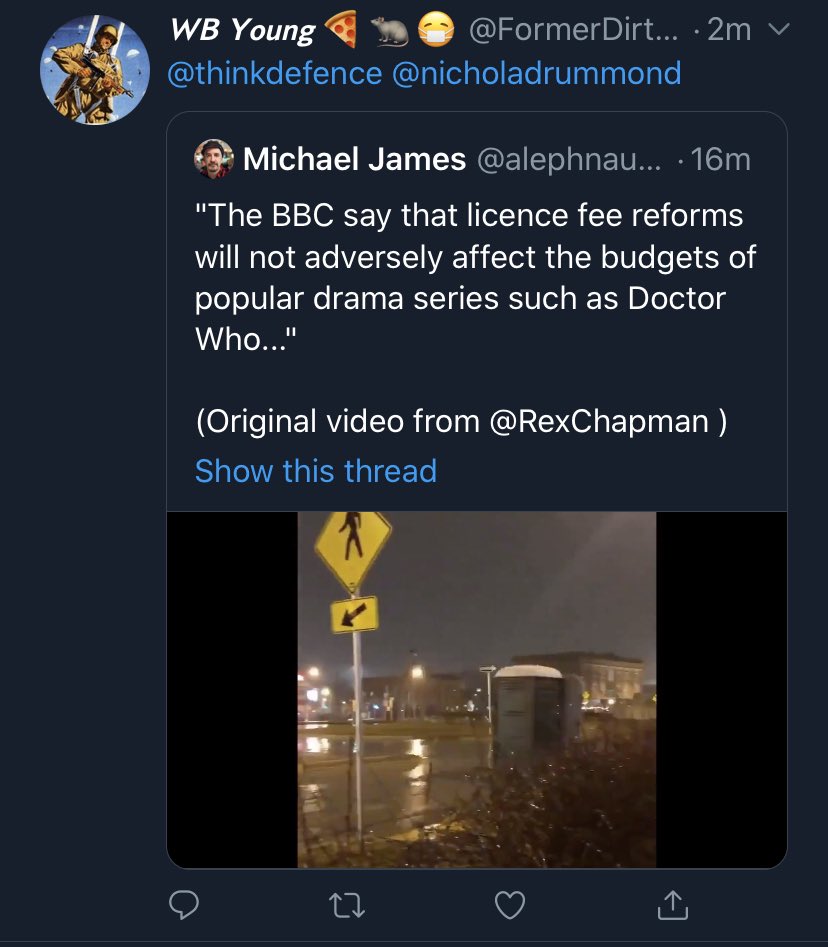 WB Young 🍕 🐀 😷 @FormerDirt... · 2m
@thinkdefence @nicholadrummond
Michael James @alephnau... · 16m
"The BBC say that licence fee reforms
will not adversely affect the budgets of
popular drama series such as Doctor
Who..."
(Original video from @RexChapman )
Show this thread